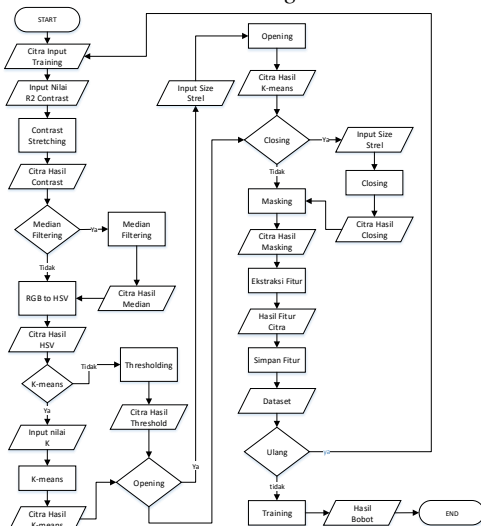 START
Citra Input
Training
Input Nilai
R2 Contrast
Contrast
Stretching
Citra Hasil
Contrast
Median
Filtering
Ya
Median
Filtering
Citra Hasil
Median
Tidak
RGB to HSV
Citra Hasil
HSV
K-means
Tidak
Thresholding
Citra Hasil
Threshold
Ya
Input nilai
K
K-means
Citra Hasil
K-means
Opening
Ya
Input Size
Strel
Opening
Citra Hasil
K-means
Closing
Ya
Input Size
Strel
Closing
Citra Hasil
Closing
Tidak
Masking
Citra Hasil
Masking
Ekstraksi Fitur
Hasil Fitur
Citra
Simpan Fitur
Dataset
Ulang
ya
tidak
Training
Hasil
Bobot
END